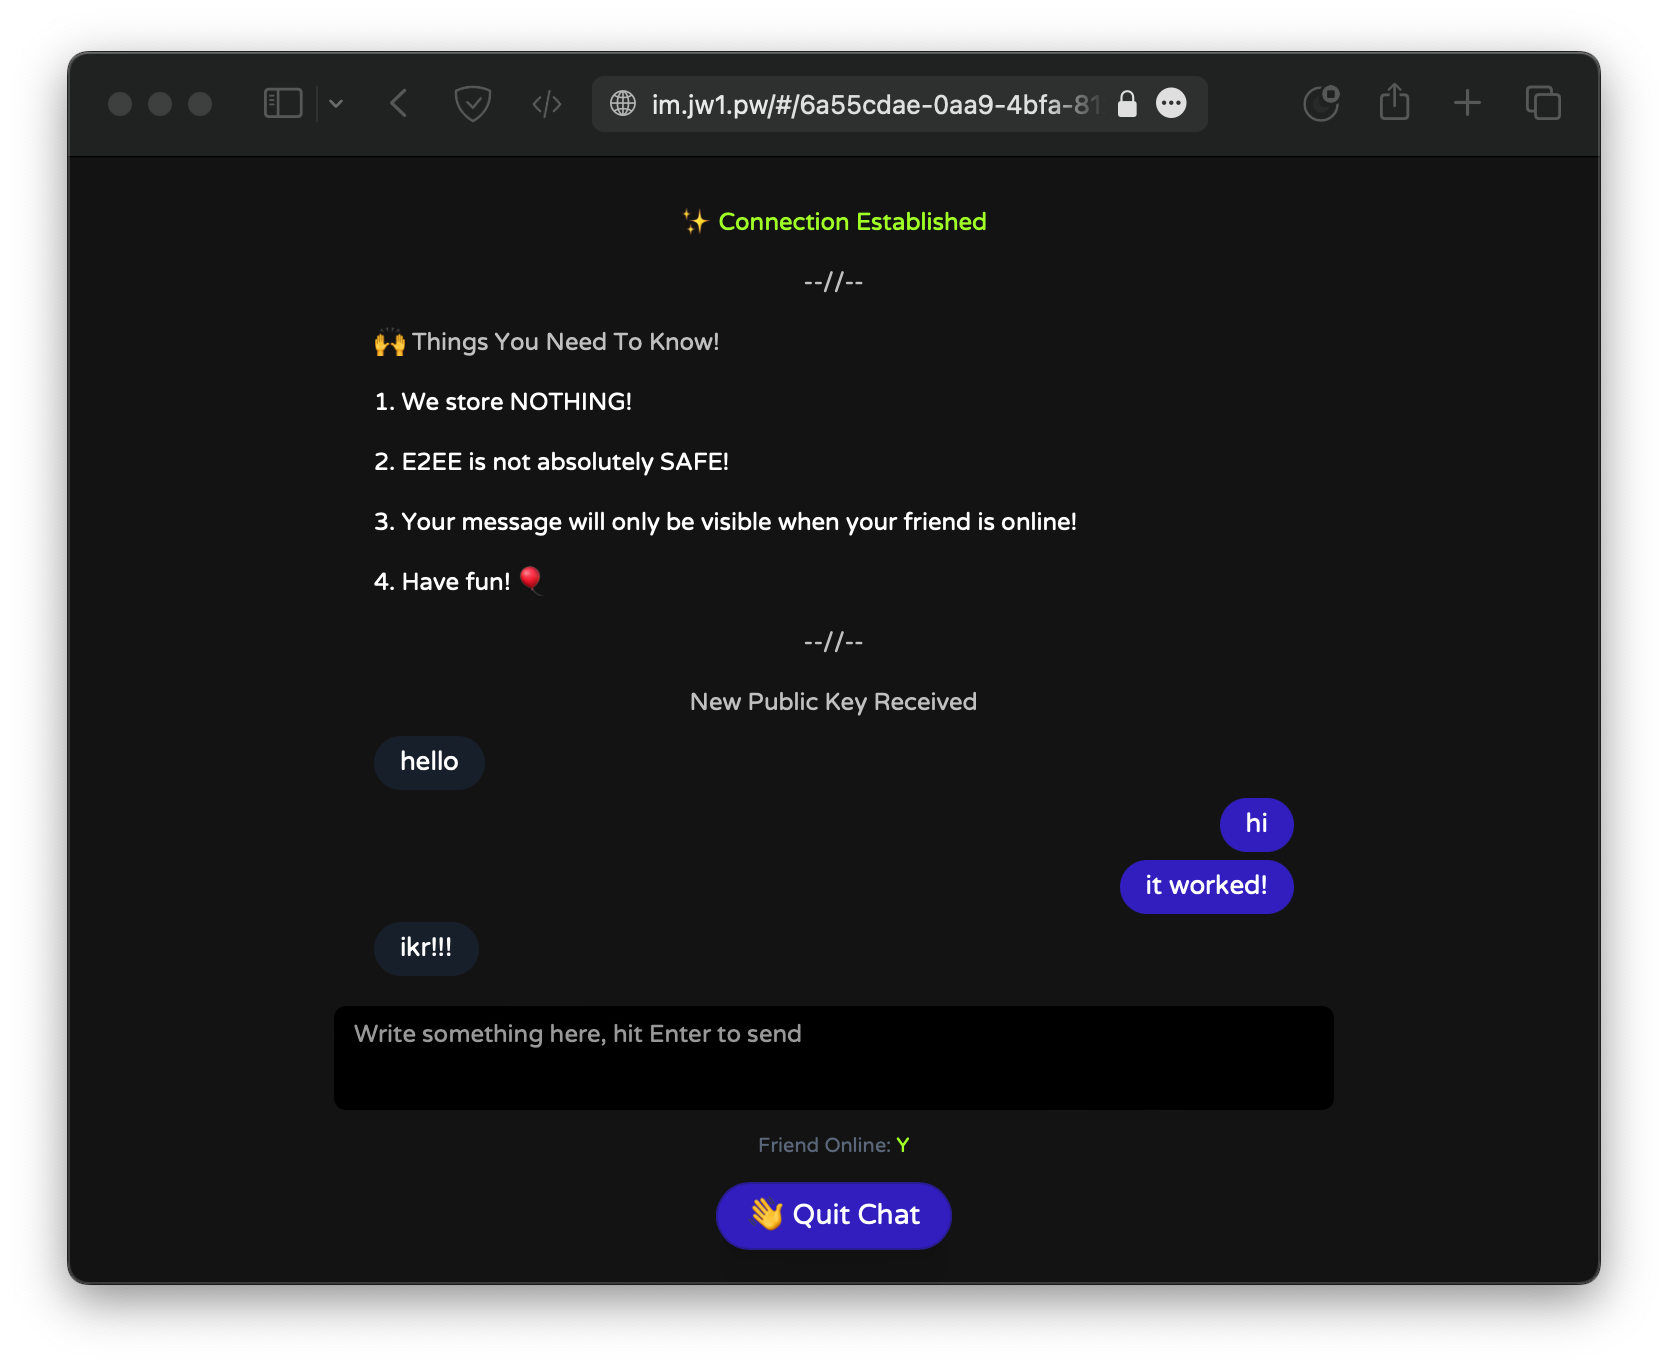 im.jw1.pw/#/6a55cdae-0aa9-4bfa-81
✨ Connection Established
--//--
🙌 Things You Need To Know!
1. We store NOTHING!
2. E2EE is not absolutely SAFE!
3. Your message will only be visible when your friend is online!
4. Have fun! 🎈
--//--
New Public Key Received
hello
hi
it worked!
ikr!!!
Write something here, hit Enter to send
Friend Online: Y
👋 Quit Chat